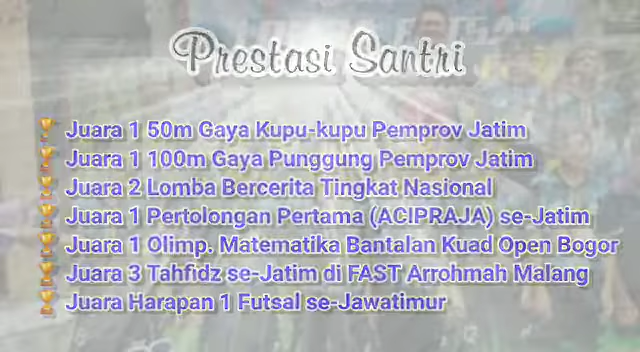 Prestasi Santri
Juara 1 50m Gaya Kupu-kupu Pemprov Jatim
Juara 1 100m Gaya Punggung Pemprov Jatim
Juara 2 Lomba Bercerita Tingkat Nasional
Juara 1 Pertolongan Pertama (ACIPRAJA) se-Jatim
Juara 1 Olimp. Matematika Bantalan Kuad Open Bogor
Juara 3 Tahfidz se-Jatim di FAST Arrohmah Malang
Juara Harapan 1 Futsal se-Jawatimur